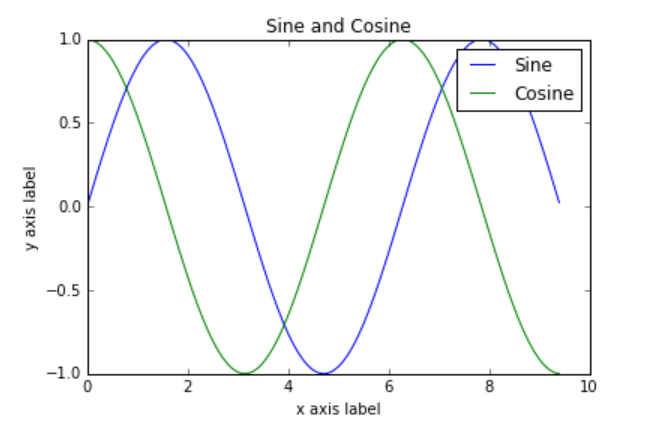 Sine and Cosine
1.0
0.5
0.0
−0.5
−1.0
y axis label
Sine
Cosine
0 2 4 6 8 10
x axis label